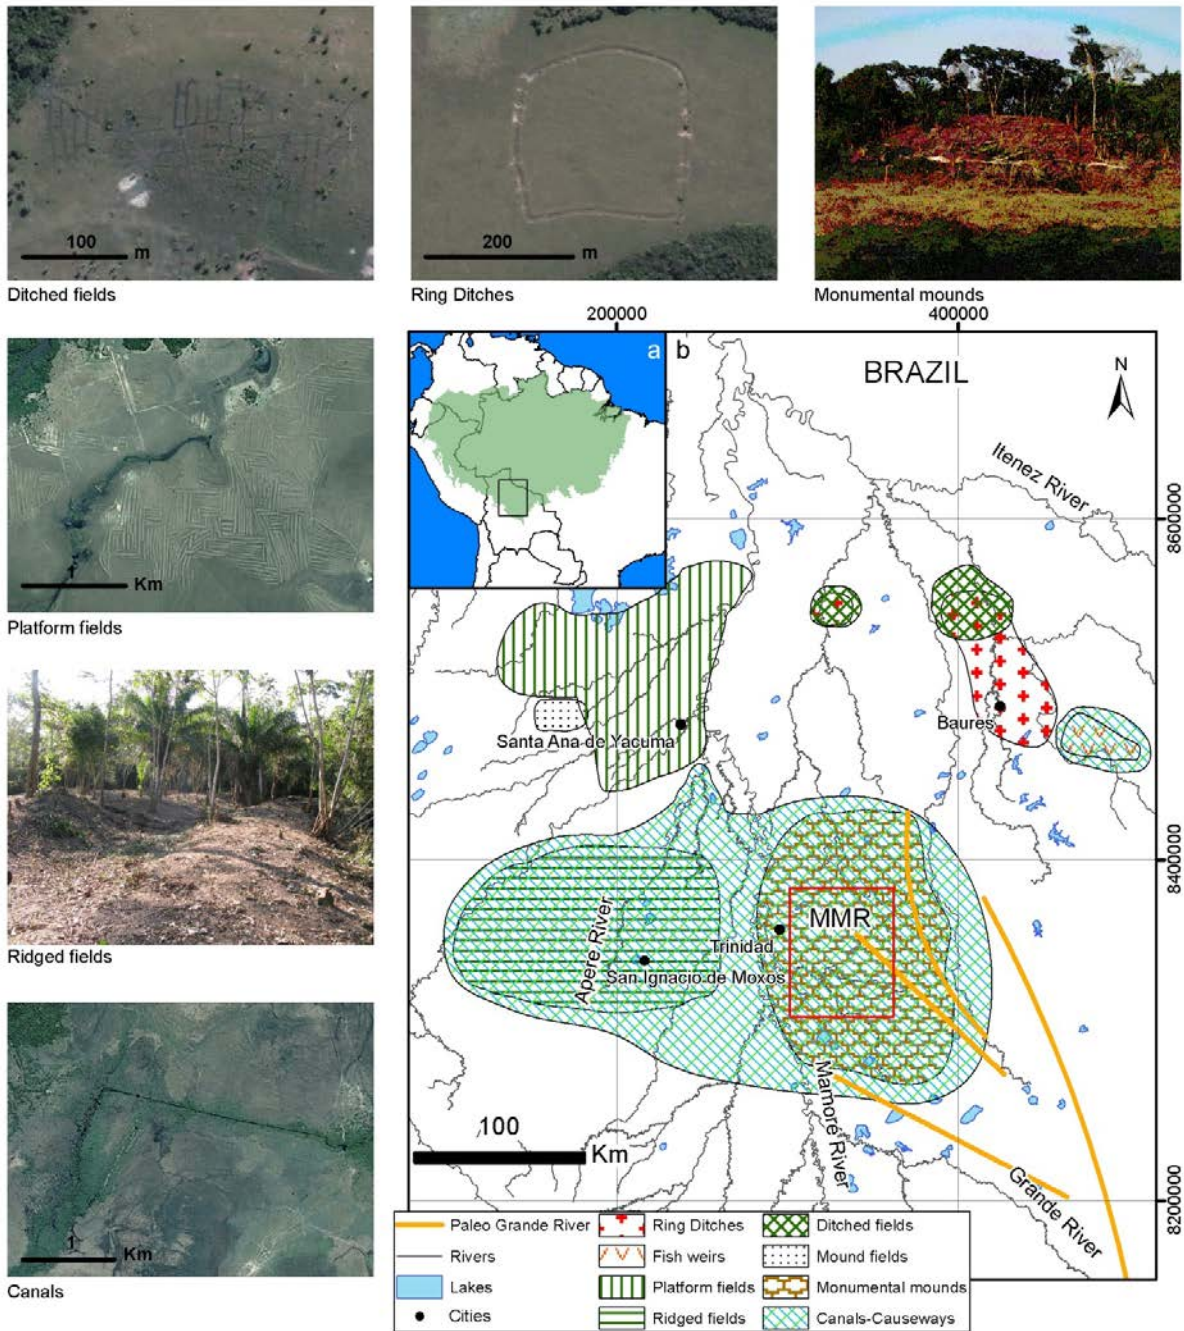 100 m
Ditched fields
200 m
Ring Ditches
Monumental mounds
1 Km
Platform fields
Ridged fields
1 Km
Canals
200000
400000
a
b
BRAZIL
N
Itenez River
8600000
Baures
Santa Ana de Yacuma
8400000
MMR
Trinidad
Apere River
San Ignacio de Moxos
Mamoré River
100
Km
Grande River
8200000
Paleo Grande River
Ring Ditches
Ditched fields
Rivers
Fish weirs
Mound fields
Lakes
Platform fields
Monumental mounds
Cities
Ridged fields
Canals-Causeways